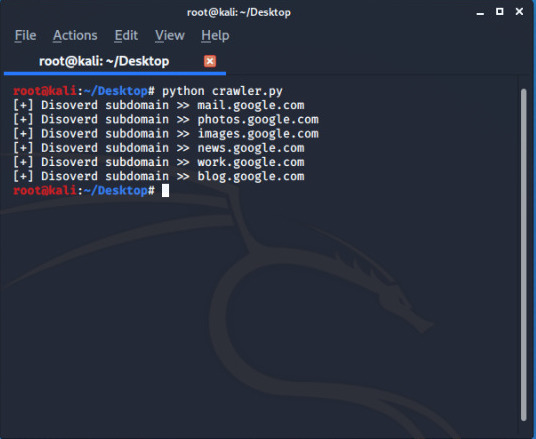 root@kali: ~/Desktop
File Actions Edit View Help
root@kali: ~/Desktop
root@kali:~/Desktop# python crawler.py
[+] Disoverd subdomain >> mail.google.com
[+] Disoverd subdomain >> photos.google.com
[+] Disoverd subdomain >> images.google.com
[+] Disoverd subdomain >> news.google.com
[+] Disoverd subdomain >> work.google.com
[+] Disoverd subdomain >> blog.google.com
root@kali:~/Desktop#